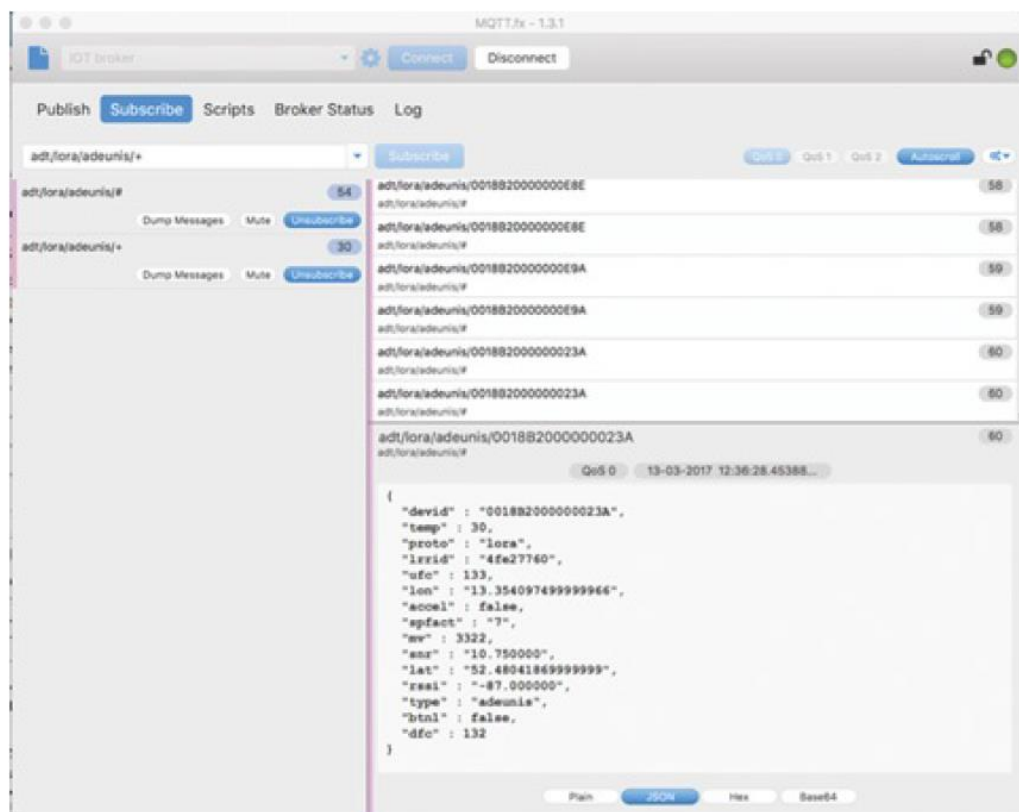 MQTT.fx - 1.3.1
IOT broker
Connect
Disconnect
Publish Subscribe Scripts Broker Status Log
adt/lora/adeunis/+
Subscribe
QoS 0 QoS 1 QoS 2 Autoscroll
adt/lora/adeunis/# 54
Dump Messages Mute Unsubscribe
adt/lora/adeunis/+ 30
Dump Messages Mute Unsubscribe
adt/lora/adeunis/0018B20000000E8E 58
adt/lora/adeunis/#
adt/lora/adeunis/0018B20000000E8E 58
adt/lora/adeunis/#
adt/lora/adeunis/0018B20000000E9A 59
adt/lora/adeunis/#
adt/lora/adeunis/0018B20000000E9A 59
adt/lora/adeunis/#
adt/lora/adeunis/0018B2000000023A 60
adt/lora/adeunis/#
adt/lora/adeunis/0018B2000000023A 60
adt/lora/adeunis/#
adt/lora/adeunis/0018B2000000023A 60
adt/lora/adeunis/#
QoS 0 13-03-2017 12:36:28.45388...
{
"devid" : "0018B2000000023A",
"temp" : 30,
"proto" : "lora",
"lrrid" : "4fe27760",
"ufc" : 133,
"lon" : "13.354097499999966",
"accel" : false,
"spfact" : "7",
"mv" : 3322,
"snr" : "10.750000",
"lat" : "52.48041869999999",
"rssi" : "-87.000000",
"type" : "adeunis",
"btn1" : false,
"dfc" : 132
}
Plain JSON Hex Base64